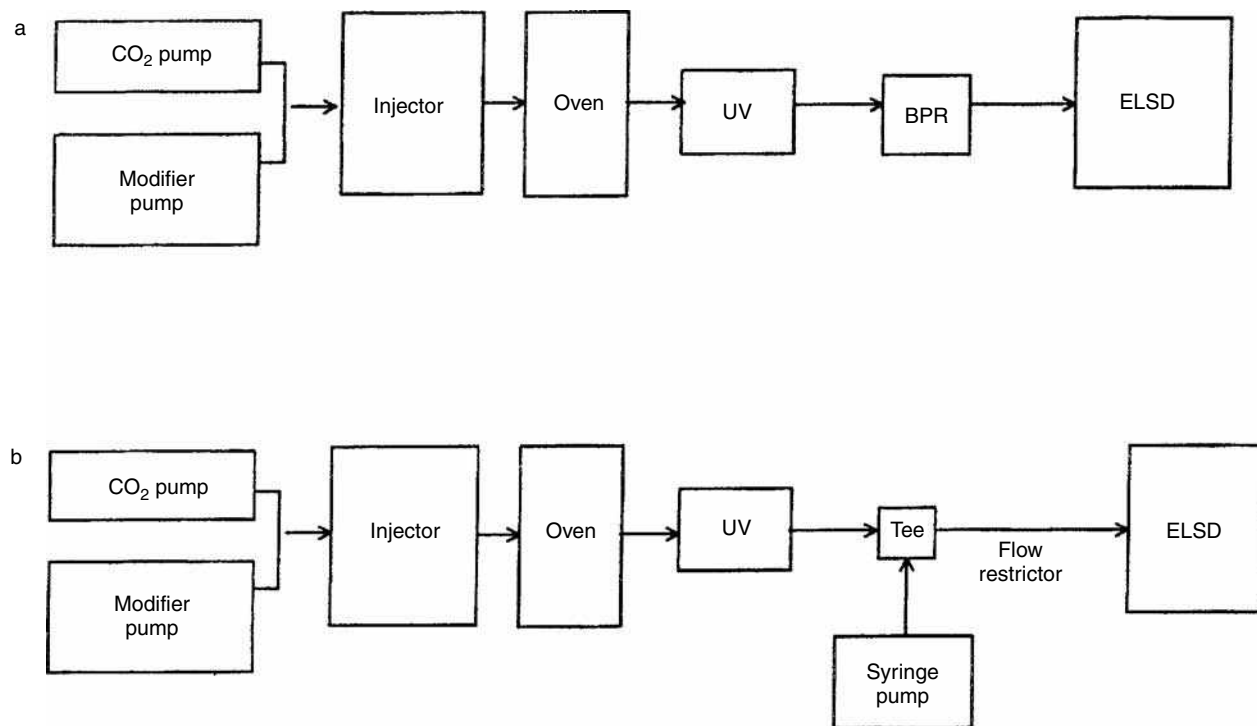 a
CO₂ pump
Modifier
pump
Injector
Oven
UV
BPR
ELSD
b
CO₂ pump
Modifier
pump
Injector
Oven
UV
Tee
Flow
restrictor
ELSD
Syringe
pump